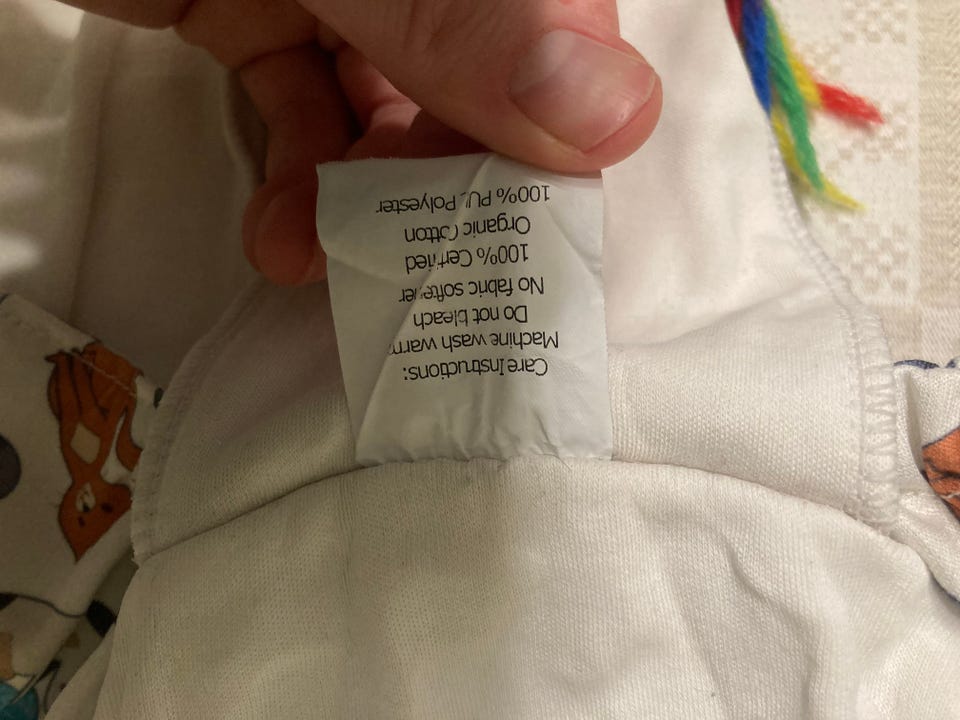 Care Instructions:
Machine wash warm
Do not bleach
No fabric softener
100% Certified
Organic Cotton
100% PUL Polyester